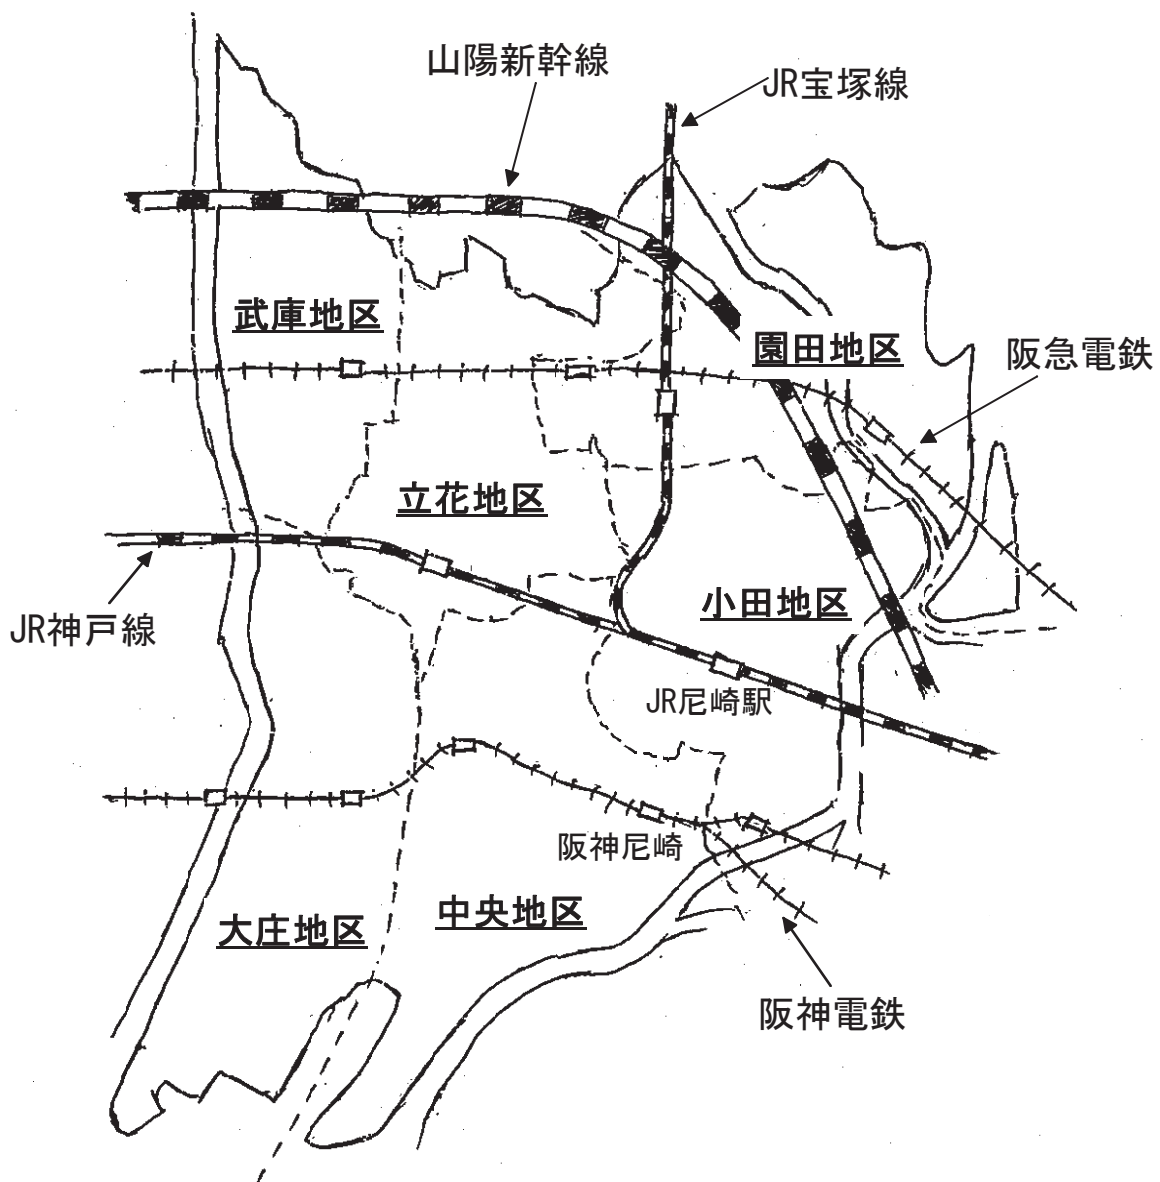 山陽新幹線
JR宝塚線
武庫地区
園田地区
阪急電鉄
立花地区
小田地区
JR神戸線
JR尼崎駅
阪神尼崎
大庄地区
中央地区
阪神電鉄